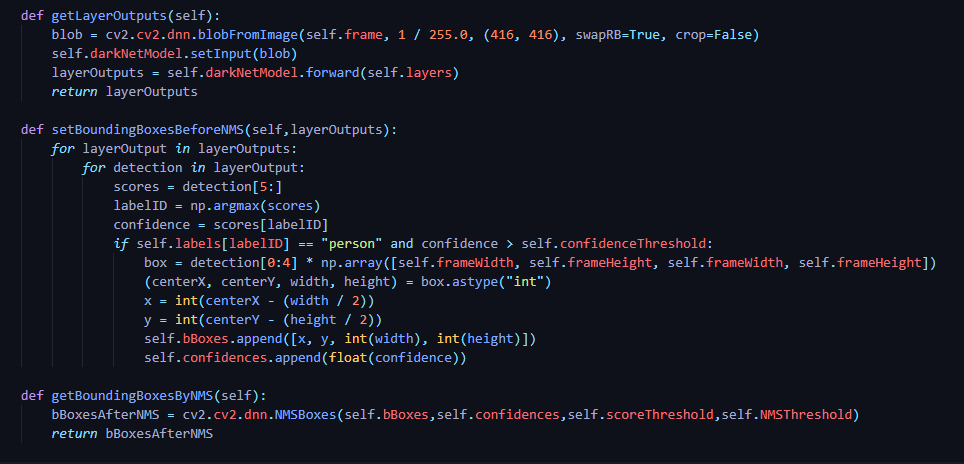 def getLayerOutputs(self):
    blob = cv2.cv2.dnn.blobFromImage(self.frame, 1 / 255.0, (416, 416), swapRB=True, crop=False)
    self.darkNetModel.setInput(blob)
    layerOutputs = self.darkNetModel.forward(self.layers)
    return layerOutputs

def setBoundingBoxesBeforeNMS(self,layerOutputs):
    for layerOutput in layerOutputs:
        for detection in layerOutput:
            scores = detection[5:]
            labelID = np.argmax(scores)
            confidence = scores[labelID]
            if self.labels[labelID] == "person" and confidence > self.confidenceThreshold:
                box = detection[0:4] * np.array([self.frameWidth, self.frameHeight, self.frameWidth, self.frameHeight])
                (centerX, centerY, width, height) = box.astype("int")
                x = int(centerX - (width / 2))
                y = int(centerY - (height / 2))
                self.bBoxes.append([x, y, int(width), int(height)])
                self.confidences.append(float(confidence))

def getBoundingBoxesByNMS(self):
    bBoxesAfterNMS = cv2.cv2.dnn.NMSBoxes(self.bBoxes,self.confidences,self.scoreThreshold,self.NMSThreshold)
    return bBoxesAfterNMS